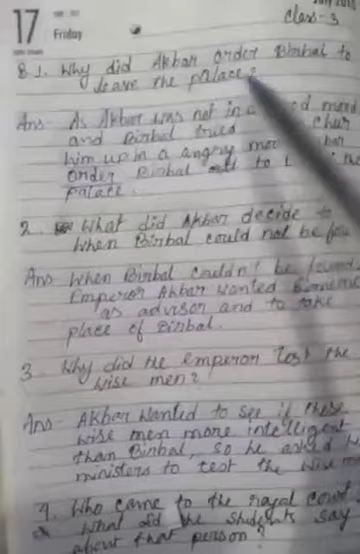 17
Friday
Class-3
B 1. Why did Akbar order Birbal to
leave the palace?
Ans- As Akbar was not in a mood
and Birbal tried
him up in a angry
order Birbal to
palace.
2. What did Akbar decide to
when Birbal could not be
Ans When Birbal couldn't be found
Emperor Akbar wanted
as advisor and to take
place of Birbal.
3. Why did the emperor test the
wise men?
Ans- Akbar wanted to see if these
wise men more intelligent
than Birbal, so he asked
ministers to test the wise
4. Who came to the royal court
What did the students say
about that person?